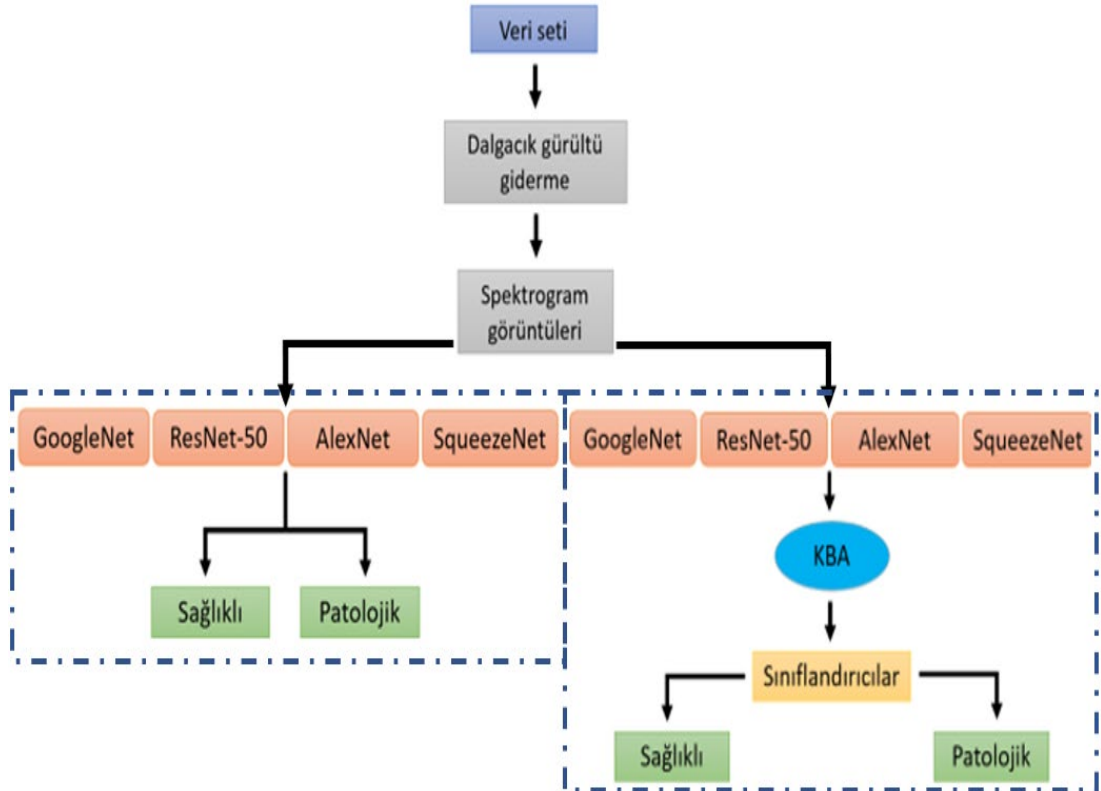 Veri seti
Dalgacık gürültü
giderme
Spektrogram
görüntüleri
GoogleNet
ResNet-50
AlexNet
SqueezeNet
Sağlıklı
Patolojik
GoogleNet
ResNet-50
AlexNet
SqueezeNet
KBA
Sınıflandırıcılar
Sağlıklı
Patolojik